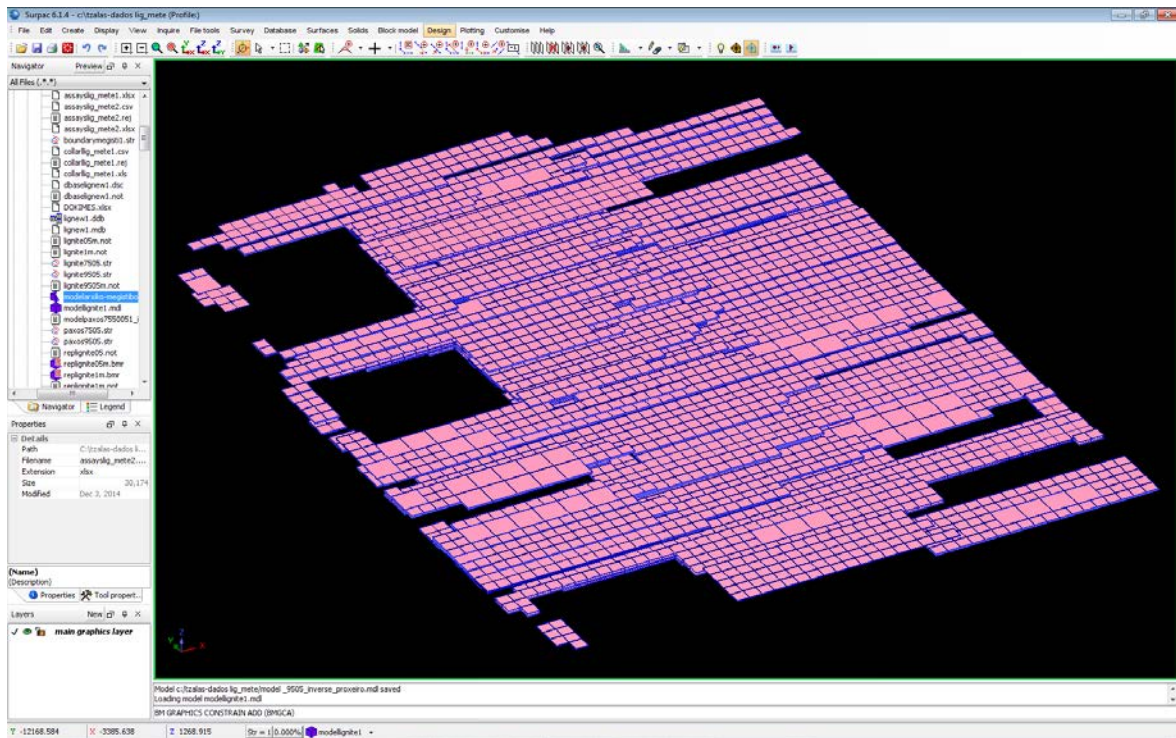 Surpac 6.1.4 - c:\tzalas-dados lig_mete (Profile:)
File Edit Create Display View Inquire File tools Survey Database Surfaces Solids Block model Design Plotting Customise Help
Navigator Preview
All Files (.*.*)
assayslig_mete1.xlsx
assayslig_mete2.csv
assayslig_mete2.rej
assayslig_mete2.xlsx
boundarymegisti1.str
collarlig_mete1.csv
collarlig_mete1.rej
collarlig_mete1.xls
dbaselignew1.dsc
dbaselignew1.not
DOKIMES.xlsx
lignew1.ddb
lignew1.mdb
lignite05m.not
lignite1m.not
lignite7505.str
lignite9505.str
lignite9505m.not
modelarxiko-megistibo
modellignite1.mdl
modelpaxos7550051_i
paxos7505.str
paxos9505.str
replignite05.not
replignite05m.bmr
replignite1m.bmr
replignite1m.not
Navigator Legend
Properties
Details
Path C:\tzalas-dados li...
Filename assayslig_mete2....
Extension xlsx
Size 20,174
Modified Dec 3, 2014
(Name)
(Description)
Properties Tool propert...
Layers New
main graphics layer
Z
Y
X
Model c:/tzalas-dados lig_mete/model _9505_inverse_proxeiro.mdl saved
Loading model modellignite1.mdl
BM GRAPHICS CONSTRAIN ADD (BMGCA)
Y -12168.584 X -3385.638 Z 1268.915 Str = 1 0.000% modellignite1